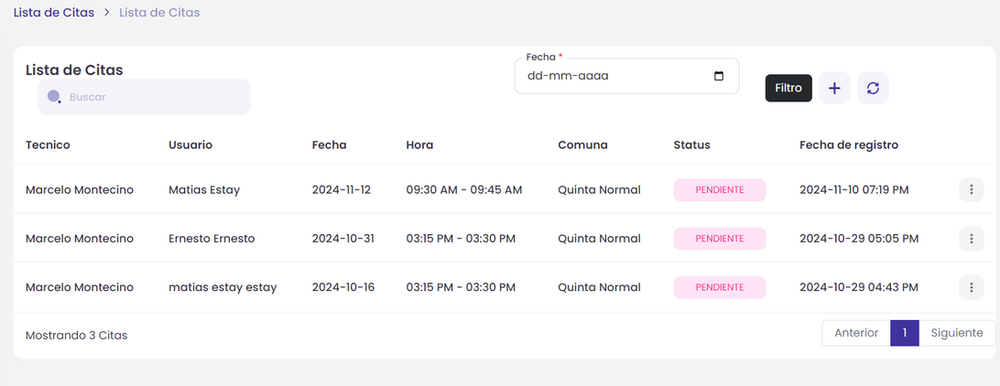 Lista de Citas > Lista de Citas
Lista de Citas
Fecha *
dd-mm-aaaa
Buscar
Filtro
+
Tecnico Usuario Fecha Hora Comuna Status Fecha de registro
Marcelo Montecino Matias Estay 2024-11-12 09:30 AM - 09:45 AM Quinta Normal PENDIENTE 2024-11-10 07:19 PM
Marcelo Montecino Ernesto Ernesto 2024-10-31 03:15 PM - 03:30 PM Quinta Normal PENDIENTE 2024-10-29 05:05 PM
Marcelo Montecino matias estay estay 2024-10-16 03:15 PM - 03:30 PM Quinta Normal PENDIENTE 2024-10-29 04:43 PM
Mostrando 3 Citas
Anterior 1 Siguiente